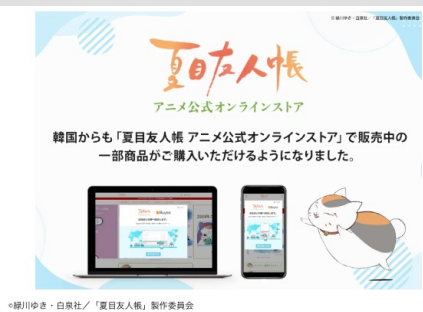 ©緑川ゆき・白泉社／「夏目友人帳」製作委員会
夏目友人帳
アニメ公式オンラインストア
韓国からも「夏目友人帳 アニメ公式オンラインストア」で販売中の
一部商品がご購入いただけるようになりました。
©緑川ゆき・白泉社／「夏目友人帳」製作委員会